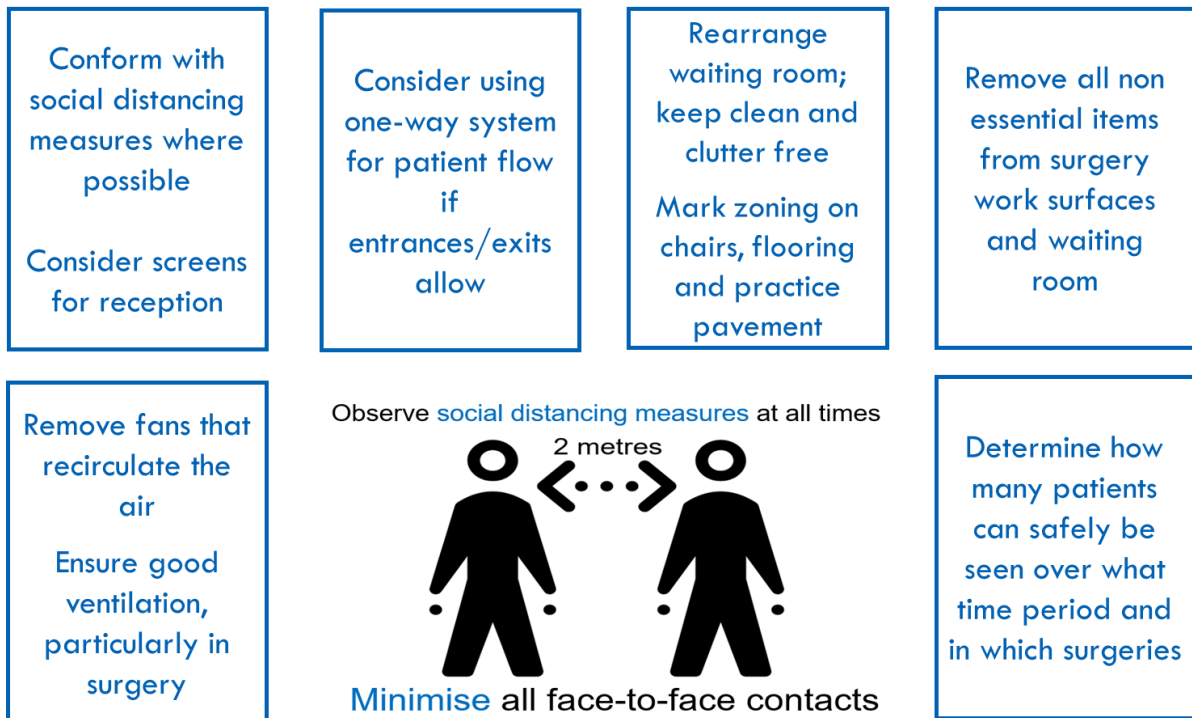 Conform with
social distancing
measures where
possible
Consider screens
for reception
Consider using
one-way system
for patient flow
if
entrances/exits
allow
Rearrange
waiting room;
keep clean and
clutter free
Mark zoning on
chairs, flooring
and practice
pavement
Remove all non
essential items
from surgery
work surfaces
and waiting
room
Remove fans that
recirculate the
air
Ensure good
ventilation,
particularly in
surgery
Observe social distancing measures at all times
2 metres
Minimise all face-to-face contacts
Determine how
many patients
can safely be
seen over what
time period and
in which surgeries